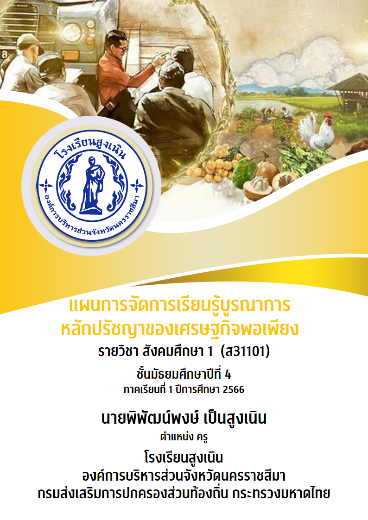 โรงเรียนสูงเนิน
องค์การบริหารส่วนจังหวัดนครราชสีมา
แผนการจัดการเรียนรู้บูรณาการ
หลักปรัชญาของเศรษฐกิจพอเพียง
รายวิชา สังคมศึกษา 1 (ส31101)
ชั้นมัธยมศึกษาปีที่ 4
ภาคเรียนที่ 1 ปีการศึกษา 2566
นายพิพัฒน์พงษ์ เป็นสูงเนิน
ตำแหน่ง ครู
โรงเรียนสูงเนิน
องค์การบริหารส่วนจังหวัดนครราชสีมา
กรมส่งเสริมการปกครองส่วนท้องถิ่น กระทรวงมหาดไทย